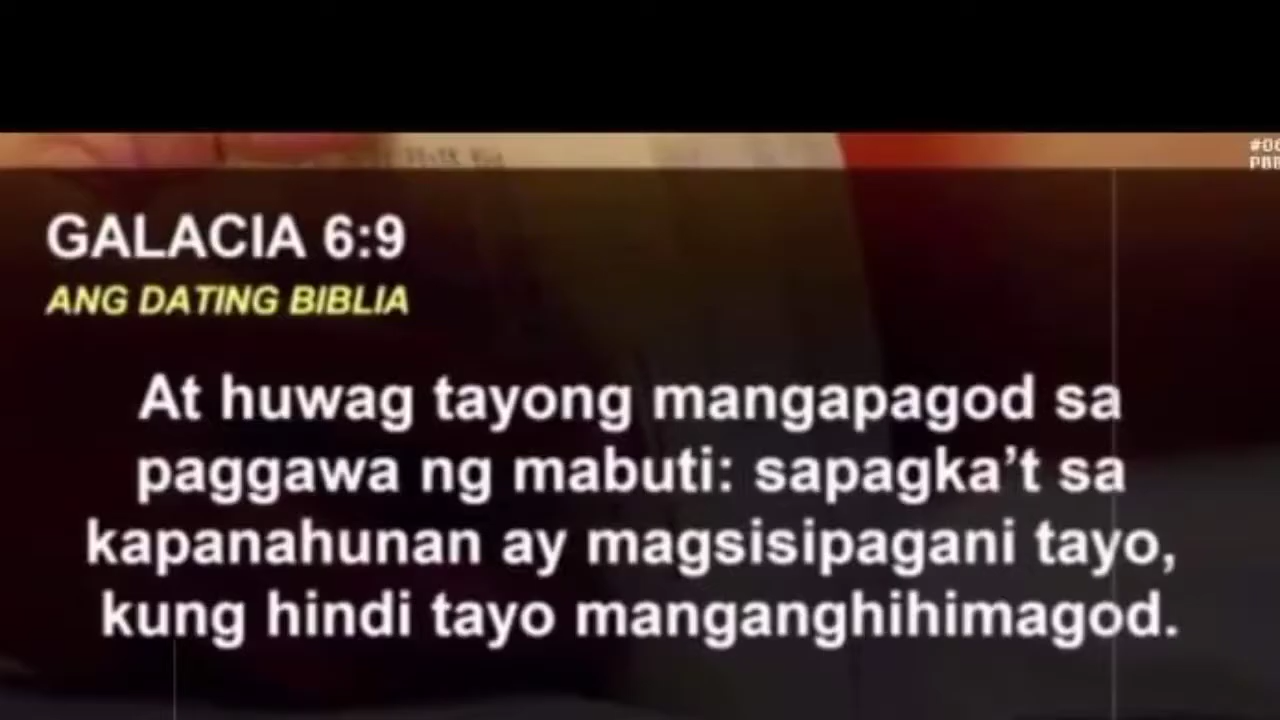 GALACIA 6:9
ANG DATING BIBLIA
At huwag tayong mangapagod sa
paggawa ng mabuti: sapagka't sa
kapanahunan ay magsisipagani tayo,
kung hindi tayo manganghihimagod.